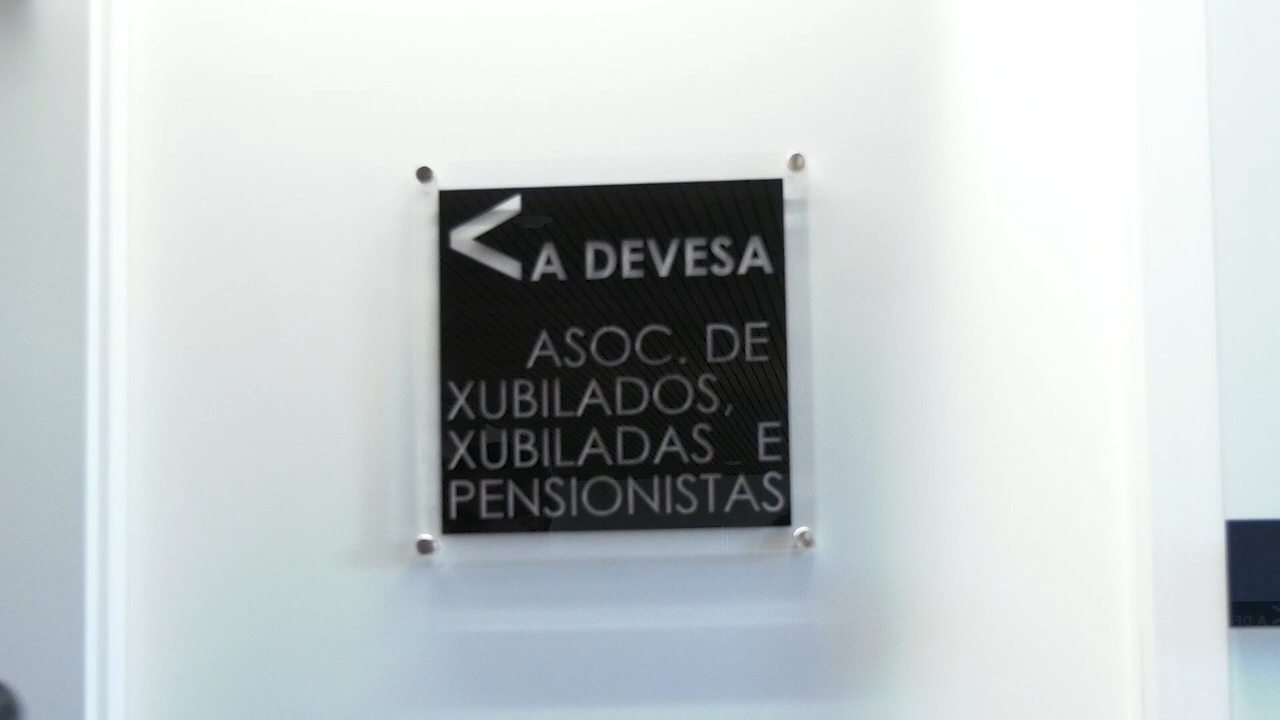 A DEVESA
ASOC. DE
XUBILADOS,
XUBILADAS E
PENSIONISTAS